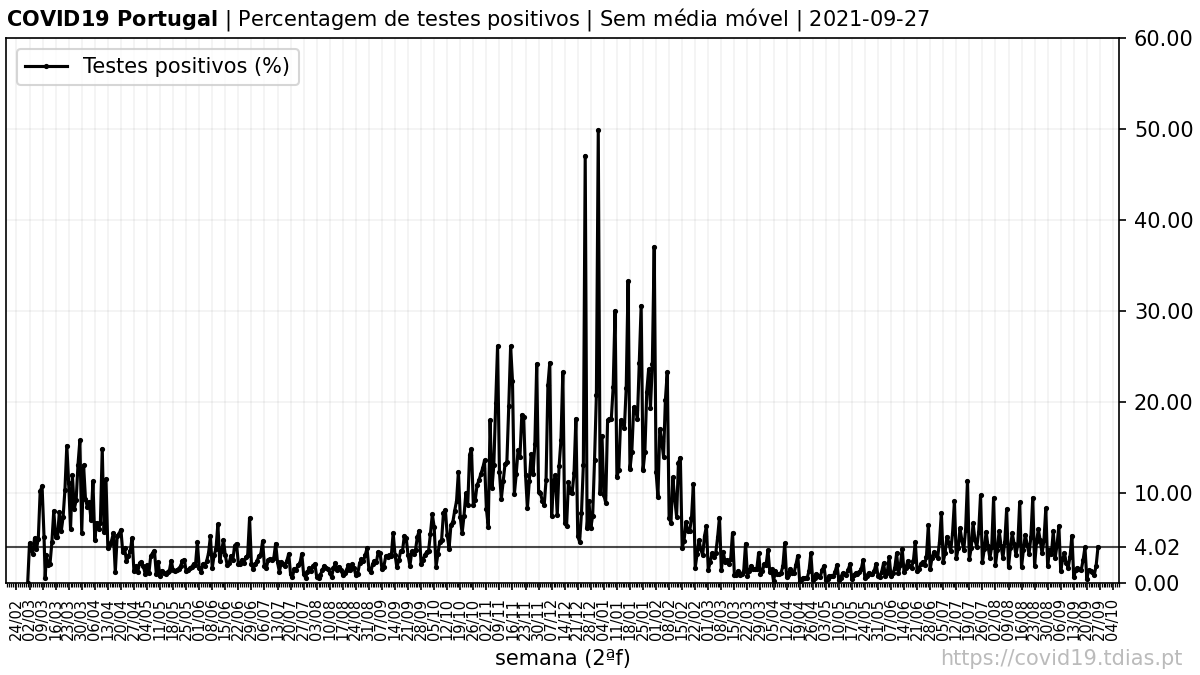 COVID19 Portugal | Percentagem de testes positivos | Sem média móvel | 2021-09-27
Testes positivos (%)
60.00
50.00
40.00
30.00
20.00
10.00
4.02
0.00
24/02 02/03 09/03 16/03 23/03 30/03 06/04 13/04 20/04 27/04 04/05 11/05 18/05 25/05 01/06 08/06 15/06 22/06 29/06 06/07 13/07 20/07 27/07 03/08 10/08 17/08 24/08 31/08 07/09 14/09 21/09 28/09 05/10 12/10 19/10 26/10 02/11 09/11 16/11 23/11 30/11 07/12 14/12 21/12 28/12 04/01 11/01 18/01 25/01 01/02 08/02 15/02 22/02 01/03 08/03 15/03 22/03 29/03 05/04 12/04 19/04 26/04 03/05 10/05 17/05 24/05 31/05 07/06 14/06 21/06 28/06 05/07 12/07 19/07 26/07 02/08 09/08 16/08 23/08 30/08 06/09 13/09 20/09 27/09 04/10
semana (2ªf)
https://covid19.tdias.pt